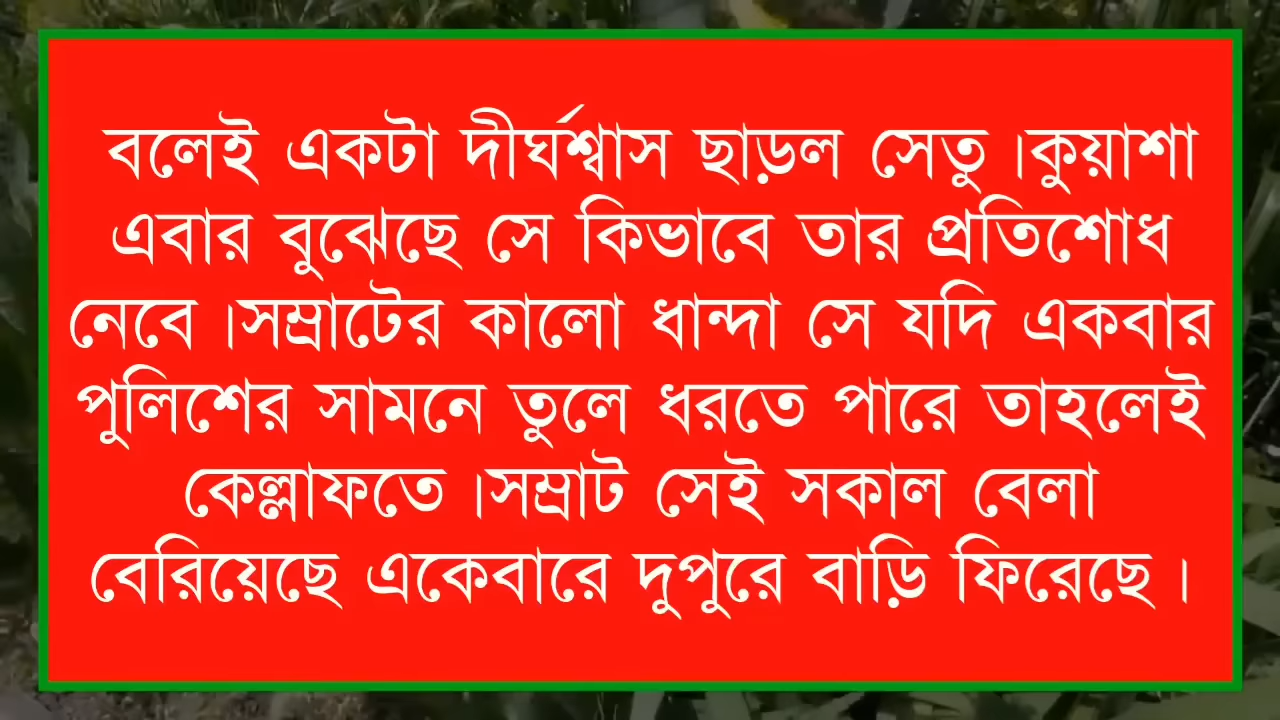 বলেই একটা দীর্ঘশ্বাস ছাড়ল সেতু ।কুয়াশা
এবার বুঝেছে সে কিভাবে তার প্রতিশোধ
নেবে ।সম্রাটের কালো ধান্দা সে যদি একবার
পুলিশের সামনে তুলে ধরতে পারে তাহলেই
কেল্লাফতে ।সম্রাট সেই সকাল বেলা
বেরিয়েছে একেবারে দুপুরে বাড়ি ফিরেছে ।